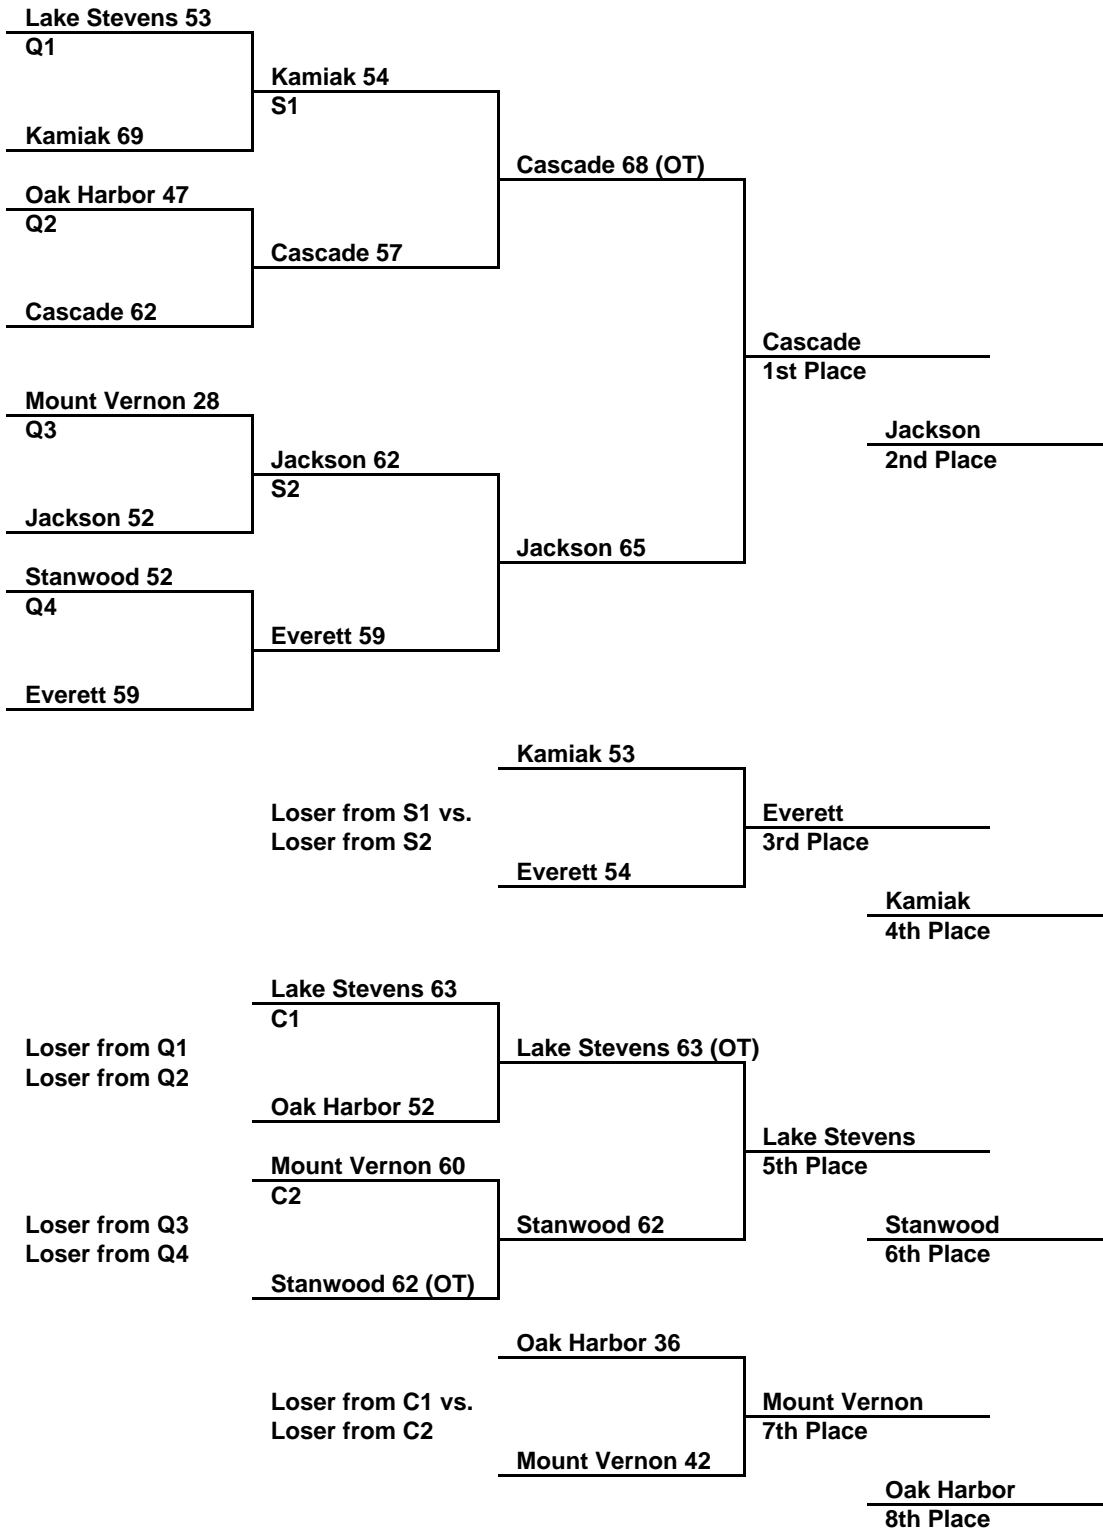 Lake Stevens 53
Q1
Kamiak 54
S1
Kamiak 69
Cascade 68 (OT)
Oak Harbor 47
Q2
Cascade 57
Cascade 62
Cascade
1st Place
Mount Vernon 28
Q3
Jackson
2nd Place
Jackson 62
S2
Jackson 52
Jackson 65
Stanwood 52
Q4
Everett 59
Everett 59
Kamiak 53
Loser from S1 vs.
Loser from S2
Everett
3rd Place
Everett 54
Kamiak
4th Place
Lake Stevens 63
C1
Loser from Q1
Loser from Q2
Lake Stevens 63 (OT)
Oak Harbor 52
Lake Stevens
5th Place
Mount Vernon 60
C2
Loser from Q3
Loser from Q4
Stanwood 62
Stanwood
6th Place
Stanwood 62 (OT)
Oak Harbor 36
Loser from C1 vs.
Loser from C2
Mount Vernon
7th Place
Mount Vernon 42
Oak Harbor
8th Place